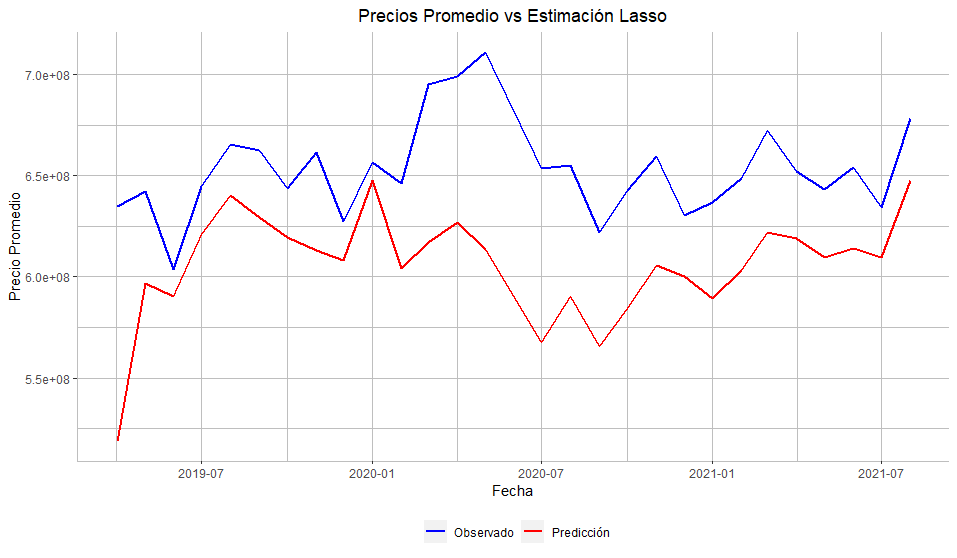 Precios Promedio vs Estimación Lasso
Precio Promedio
7.0e+08
6.5e+08
6.0e+08
5.5e+08
2019-07 2020-01 2020-07 2021-01 2021-07
Fecha
Observado Predicción